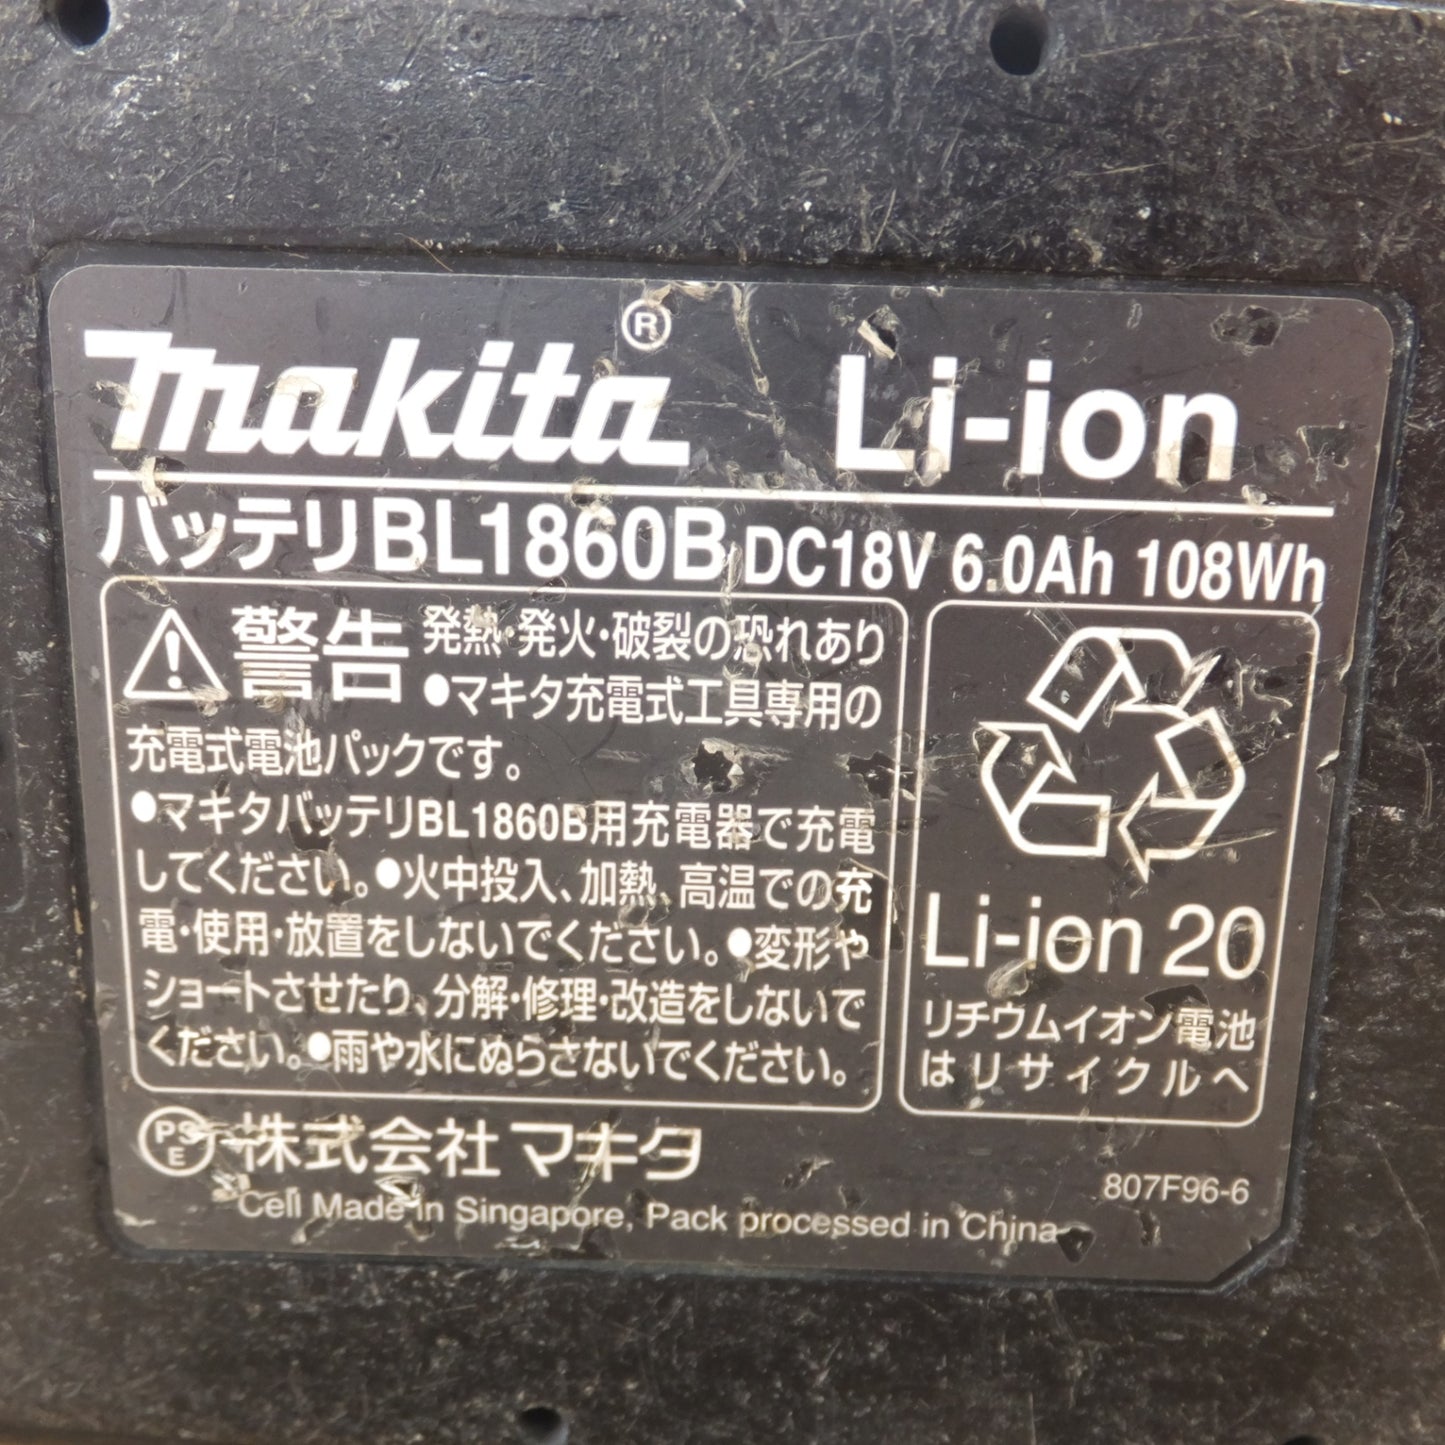 makita® Li-ion
バッテリBL1860B DC18V 6.0Ah 108Wh
警告 発熱・発火・破裂の恐れあり
●マキタ充電式工具専用の
充電式電池パックです。
●マキタバッテリBL1860B用充電器で充電
してください。●火中投入、加熱、高温での充
電・使用・放置をしないでください。●変形や
ショートさせたり、分解・修理・改造をしないで
ください。●雨や水にぬらさないでください。
Li-ion 20
リチウムイオン電池
はリサイクルへ
PSE 株式会社マキタ
807F96-6
Cell Made in Singapore, Pack processed in China